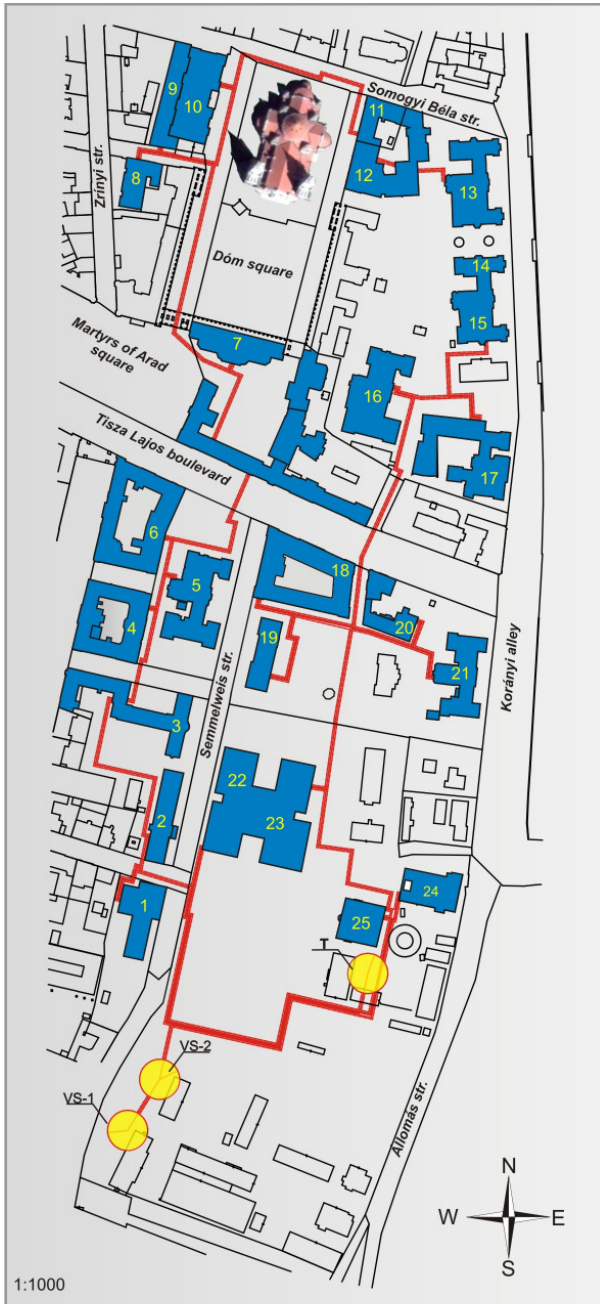 Somogyi Béla str.
9
10
11
8
12
13
Zrínyi str.
Dóm square
14
15
7
Martyrs of Arad
square
16
Tisza Lajos boulevard
17
6
5
18
4
19
20
21
Semmelweis str.
Korányi alley
3
22
23
2
1
24
25
T
VS-2
VS-1
Állomás str.
N
W
E
S
1:1000